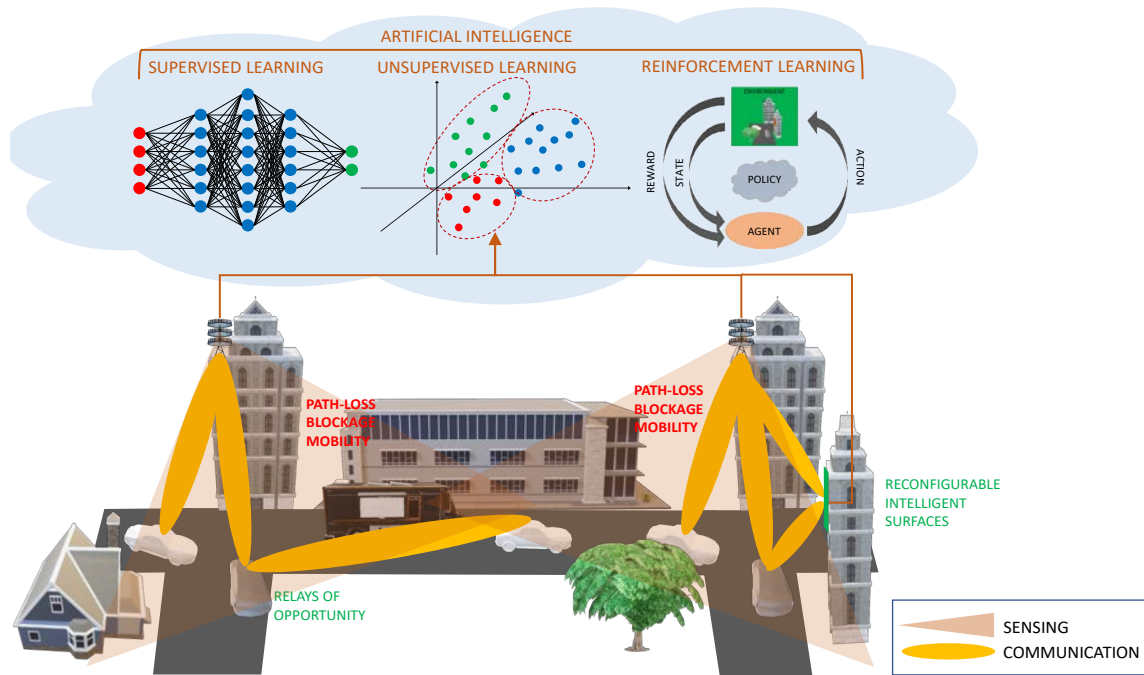 ARTIFICIAL INTELLIGENCE
SUPERVISED LEARNING
UNSUPERVISED LEARNING
REINFORCEMENT LEARNING
ENVIRONMENT
REWARD
STATE
POLICY
ACTION
AGENT
PATH-LOSS
BLOCKAGE
MOBILITY
PATH-LOSS
BLOCKAGE
MOBILITY
RECONFIGURABLE
INTELLIGENT
SURFACES
RELAYS OF
OPPORTUNITY
SENSING
COMMUNICATION